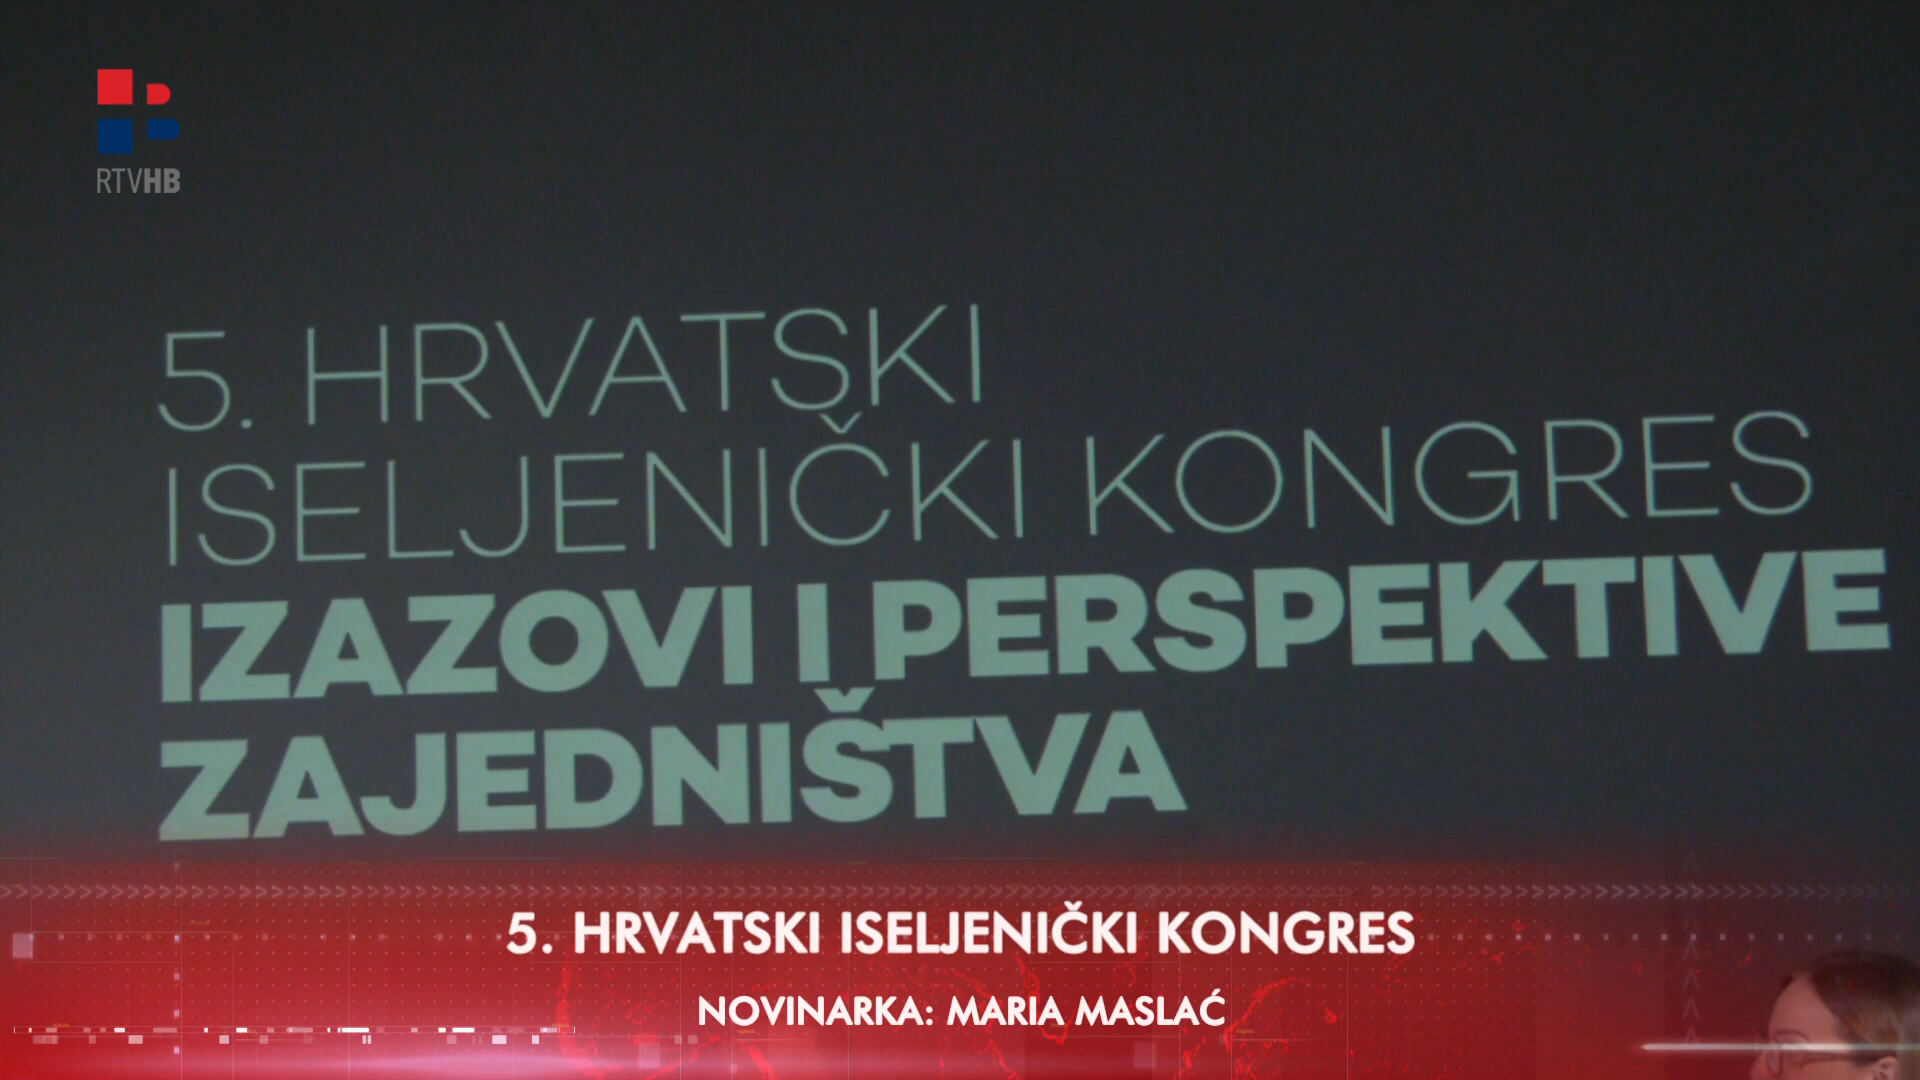 RTVHB
5. HRVATSKI
ISELJENIČKI KONGRES
IZAZOVI I PERSPEKTIVE
ZAJEDNIŠTVA
5. HRVATSKI ISELJENIČKI KONGRES
NOVINARKA: MARIA MASLAĆ